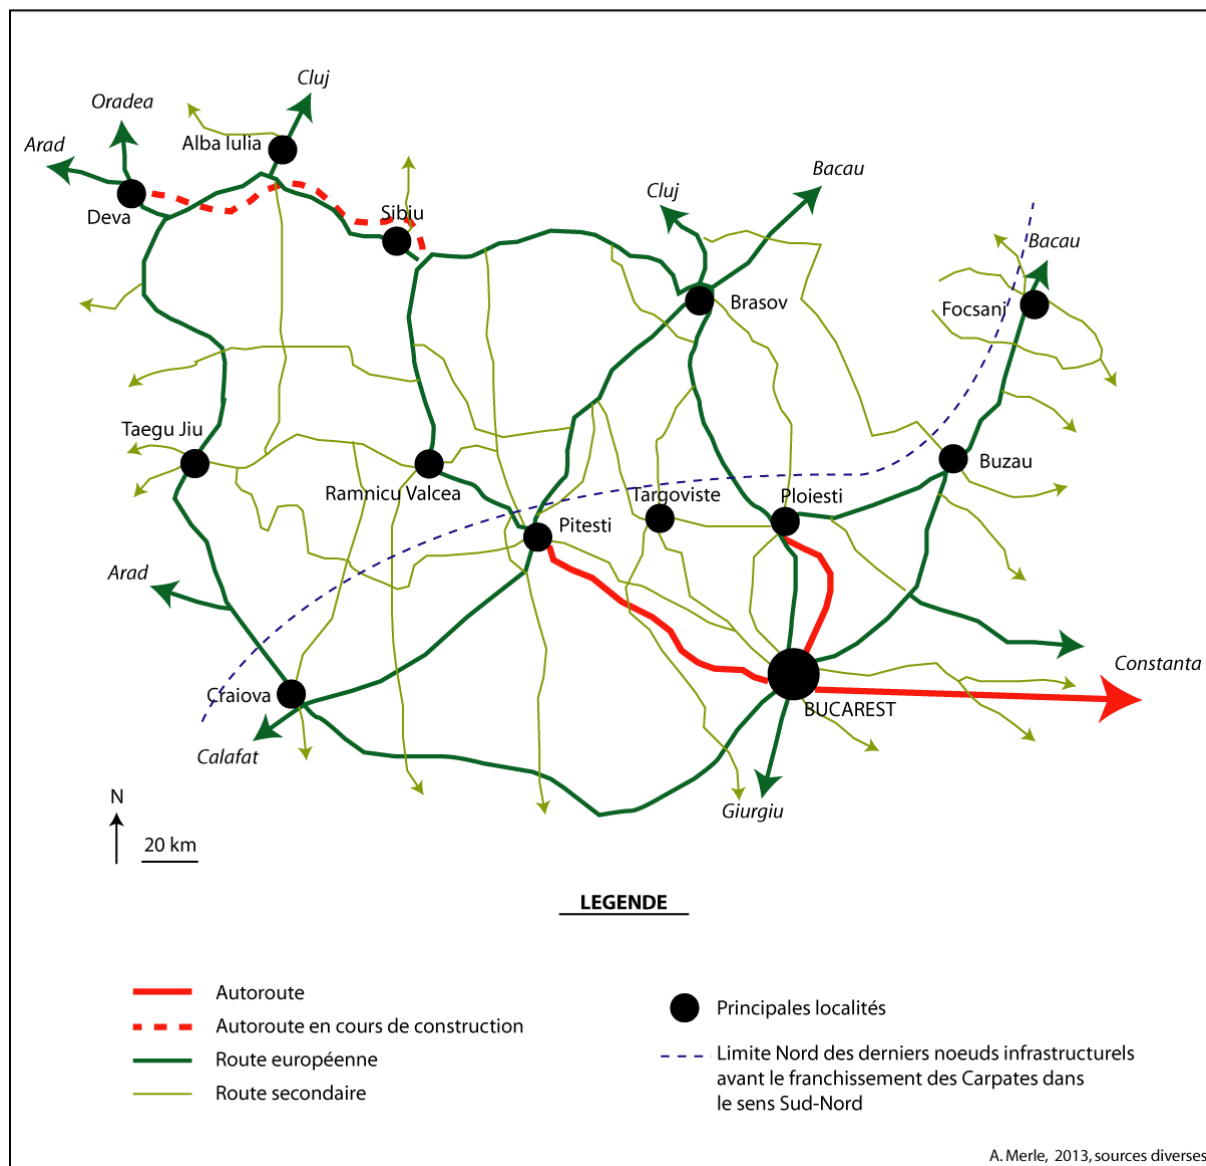 Cluj
Oradea
Arad
Alba Iulia
Deva
Sibiu
Cluj
Bacau
Bacau
Brasov
Focsani
Taegu Jiu
Ramnicu Valcea
Targoviste
Ploiesti
Buzau
Pitesti
Arad
Craiova
Calafat
BUCAREST
Constanta
Giurgiu
N
20 km
LEGENDE
Autoroute
Autoroute en cours de construction
Route européenne
Route secondaire
Principales localités
Limite Nord des derniers noeuds infrastructurels
avant le franchissement des Carpates dans
le sens Sud-Nord
A. Merle, 2013, sources diverses